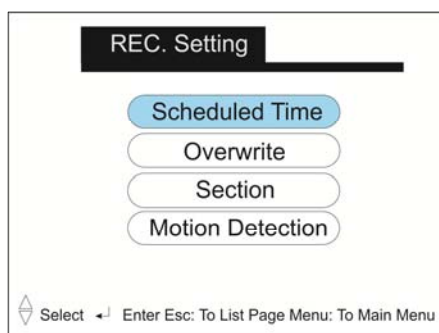 REC. Setting
Scheduled Time
Overwrite
Section
Motion Detection
Select Enter Esc: To List Page Menu: To Main Menu